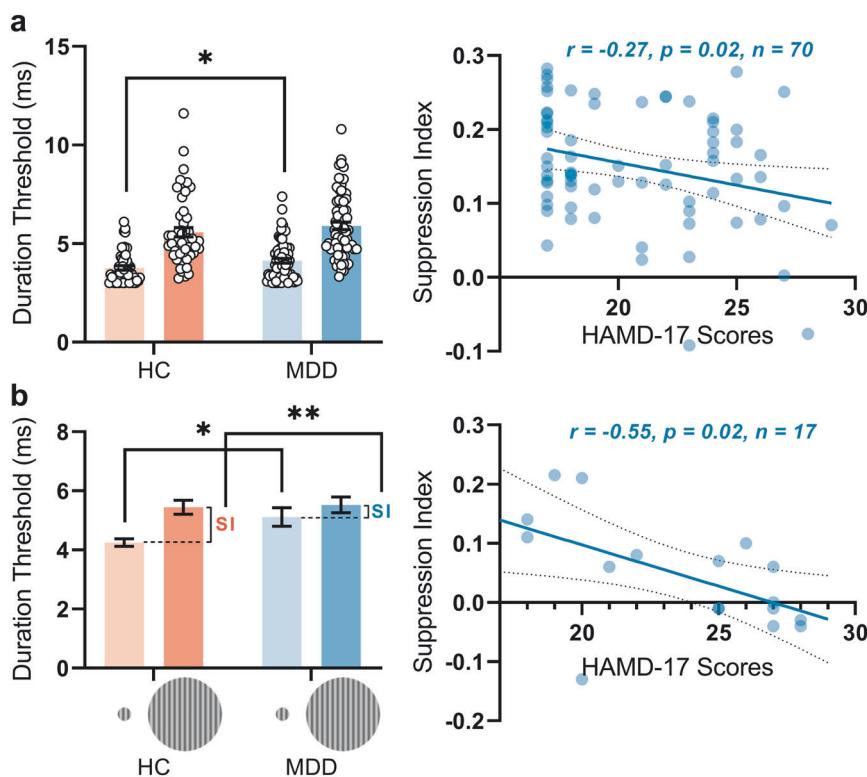 a
Duration Threshold (ms)
15
10
5
0
*
HC
MDD
Suppression Index
0.3
0.2
0.1
0.0
-0.1
r = -0.27, p = 0.02, n = 70
20
25
30
HAMD-17 Scores
b
Duration Threshold (ms)
8
6
4
2
0
*
**
SI
SI
HC
MDD
Suppression Index
0.3
0.2
0.1
0.0
-0.1
-0.2
r = -0.55, p = 0.02, n = 17
20
25
30
HAMD-17 Scores